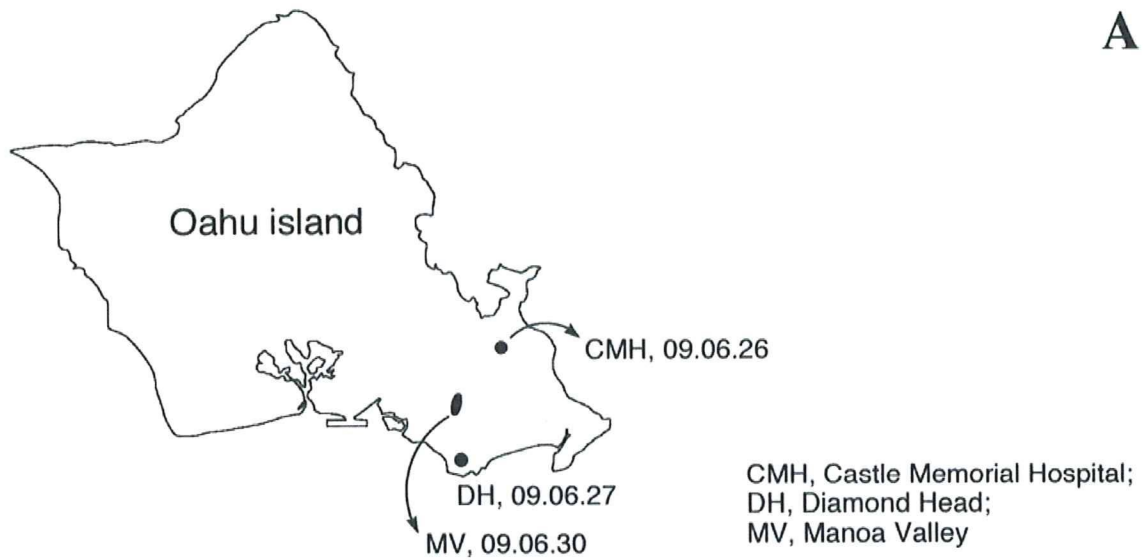 A
Oahu island
CMH, 09.06.26
DH, 09.06.27
MV, 09.06.30
CMH, Castle Memorial Hospital;
DH, Diamond Head;
MV, Manoa Valley